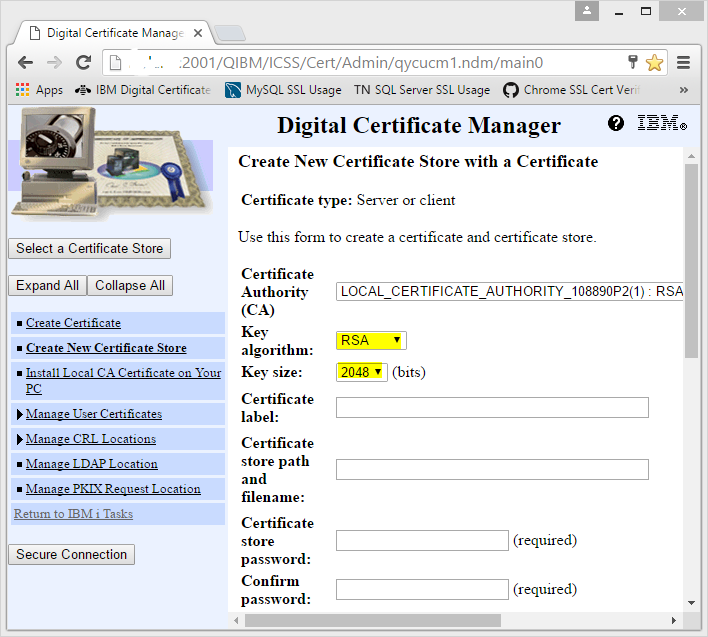 Digital Certificate Manage
:2001/QIBM/ICSS/Cert/Admin/qycucm1.ndm/main0
Apps IBM Digital Certificate MySQL SSL Usage TN SQL Server SSL Usage Chrome SSL Cert Veri »
Digital Certificate Manager ? IBM®
Select a Certificate Store
Expand All Collapse All
Create Certificate
Create New Certificate Store
Install Local CA Certificate on Your
PC
Manage User Certificates
Manage CRL Locations
Manage LDAP Location
Manage PKIX Request Location
Return to IBM i Tasks
Secure Connection
Create New Certificate Store with a Certificate
Certificate type: Server or client
Use this form to create a certificate and certificate store.
Certificate
Authority
(CA)
LOCAL_CERTIFICATE_AUTHORITY_108890P2(1) : RSA
Key
algorithm:
RSA
Key size: 2048 (bits)
Certificate
label:
Certificate
store path
and
filename:
Certificate
store
password:
(required)
Confirm
password:
(required)